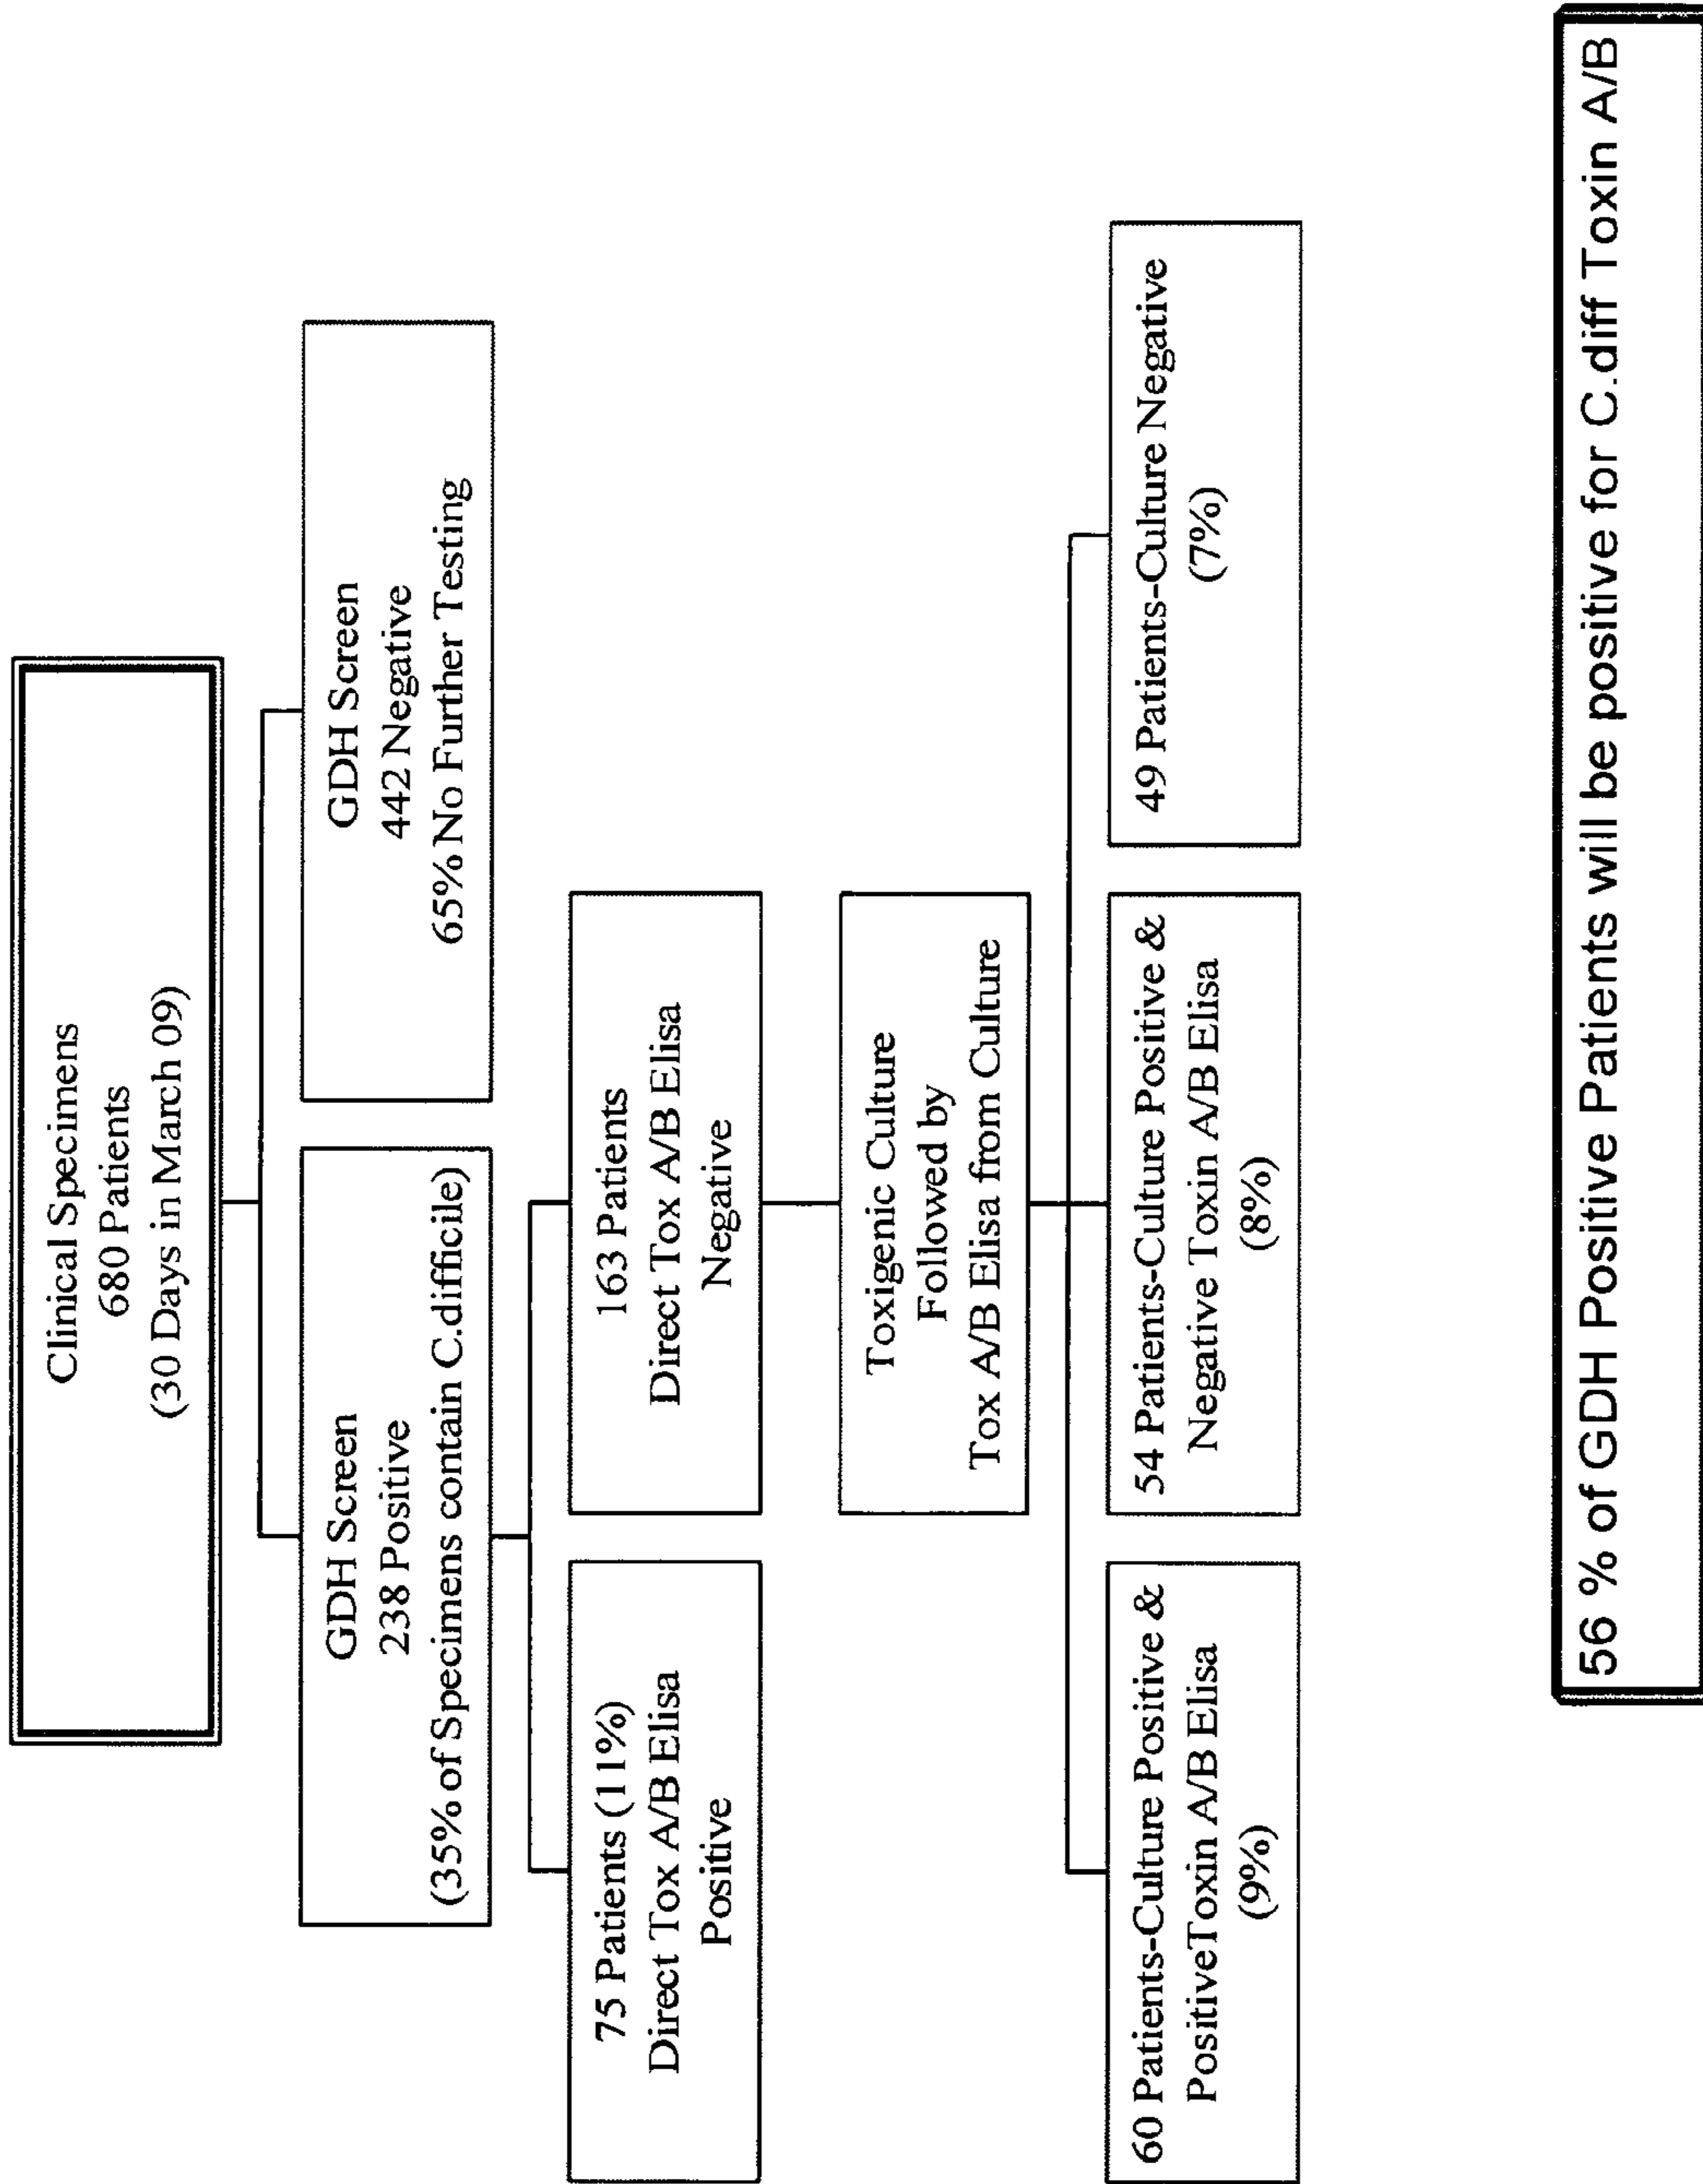 Clinical Specimens
680 Patients
(30 Days in March 09)
GDH Screen
238 Positive
(35% of Specimens contain C.difficile)
GDH Screen
442 Negative
65% No Further Testing
75 Patients (11%)
Direct Tox A/B Elisa
Positive
163 Patients
Direct Tox A/B Elisa
Negative
Toxigenic Culture
Followed by
Tox A/B Elisa from Culture
60 Patients-Culture Positive &
PositiveToxin A/B Elisa
(9%)
54 Patients-Culture Positive &
Negative Toxin A/B Elisa
(8%)
49 Patients-Culture Negative
(7%)
56 % of GDH Positive Patients will be positive for C.diff Toxin A/B